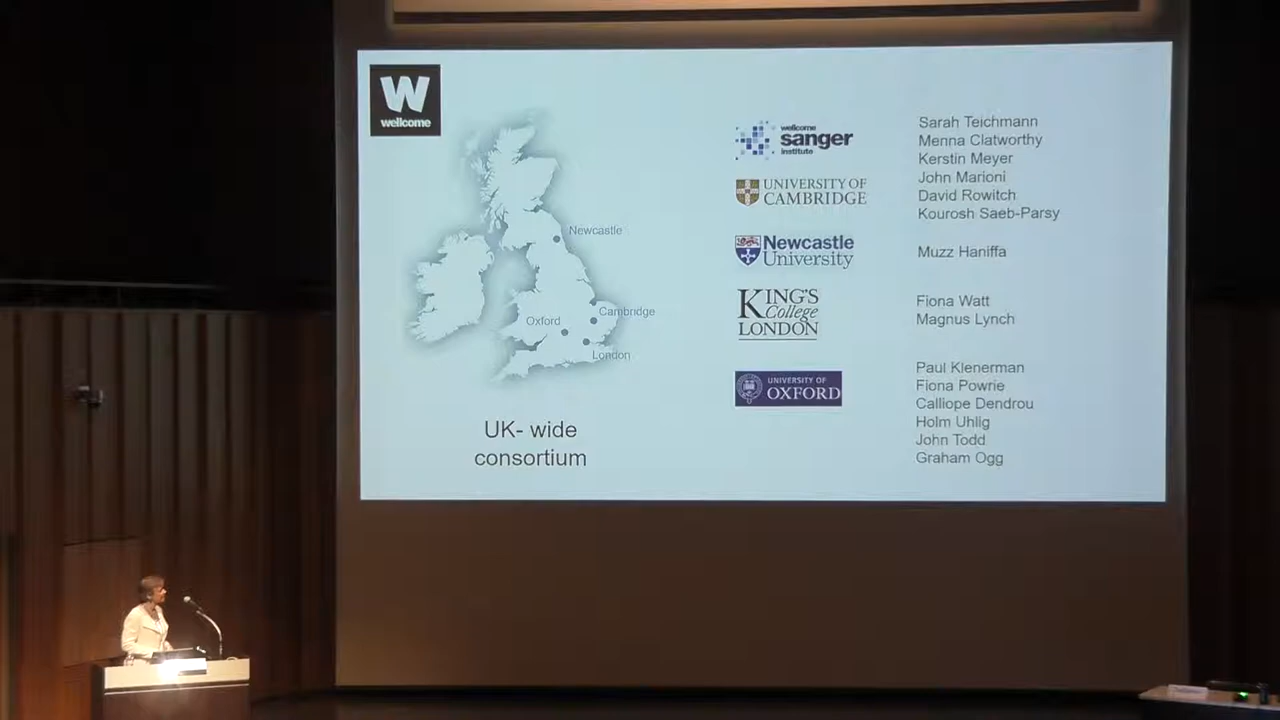 W
wellcome
Newcastle
Cambridge
Oxford
London
UK- wide
consortium
wellcome
sanger
institute
UNIVERSITY OF
CAMBRIDGE
Newcastle
University
KING'S
College
LONDON
UNIVERSITY OF
OXFORD
Sarah Teichmann
Menna Clatworthy
Kerstin Meyer
John Marioni
David Rowitch
Kourosh Saeb-Parsy
Muzz Haniffa
Fiona Watt
Magnus Lynch
Paul Klenerman
Fiona Powrie
Calliope Dendrou
Holm Uhlig
John Todd
Graham Ogg